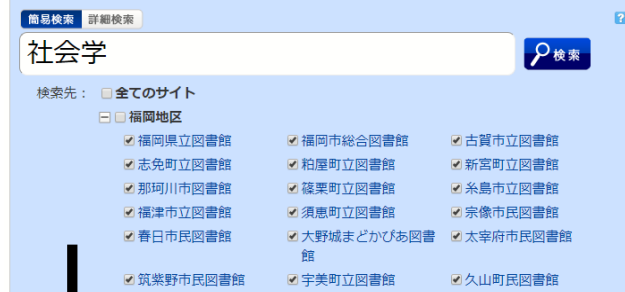 簡易検索 詳細検索 ?
社会学 検索
検索先： 全てのサイト
福岡地区
福岡県立図書館 福岡市総合図書館 古賀市立図書館
志免町立図書館 粕屋町立図書館 新宮町立図書館
那珂川市図書館 篠栗町立図書館 糸島市図書館
福津市立図書館 須恵町立図書館 宗像市民図書館
春日市民図書館 大野城まどかぴあ図書 太宰府市民図書館
館
筑紫野市民図書館 宇美町立図書館 久山町民図書館